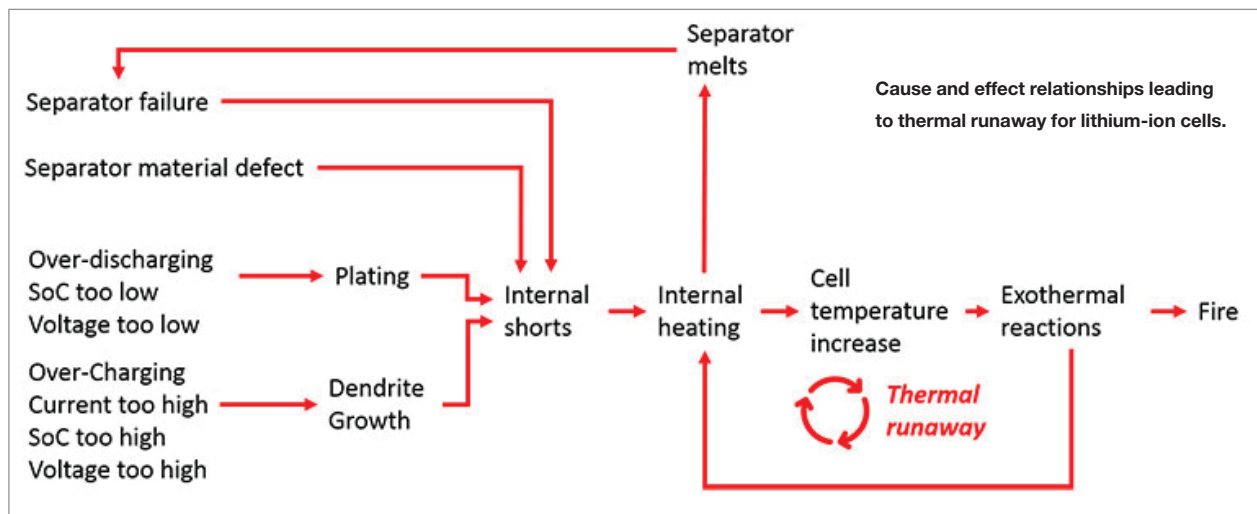 Separator
melts
Cause and effect relationships leading
to thermal runaway for lithium-ion cells.
Separator failure
Separator material defect
Over-discharging
SoC too low
Voltage too low
Plating
Over-Charging
Current too high
SoC too high
Voltage too high
Dendrite
Growth
Internal
shorts
Internal
heating
Cell
temperature
increase
Exothermal
reactions
Fire
Thermal
runaway